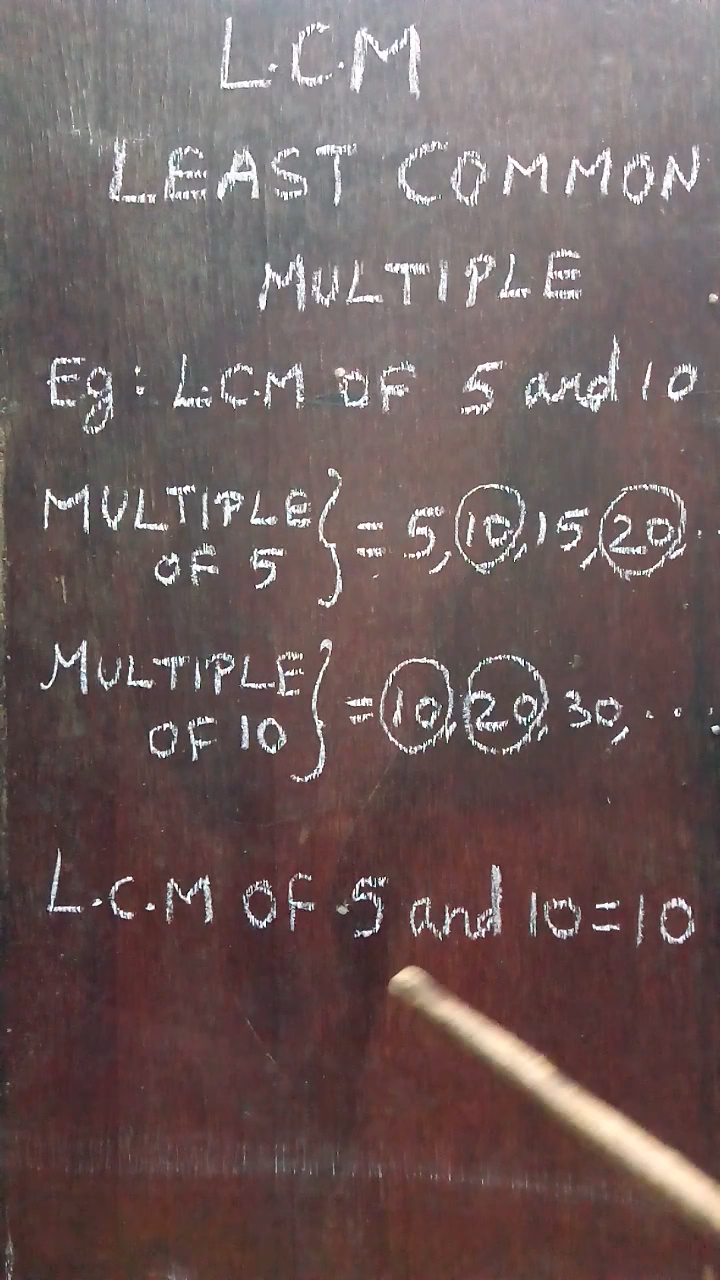 L.C.M
LEAST COMMON
MULTIPLE
Eg: L.C.M OF 5 and 10
MULTIPLE
OF 5 } = 5, 10, 15, 20, ...
MULTIPLE
OF 10 } = 10, 20, 30, ...
L.C.M OF 5 and 10 = 10